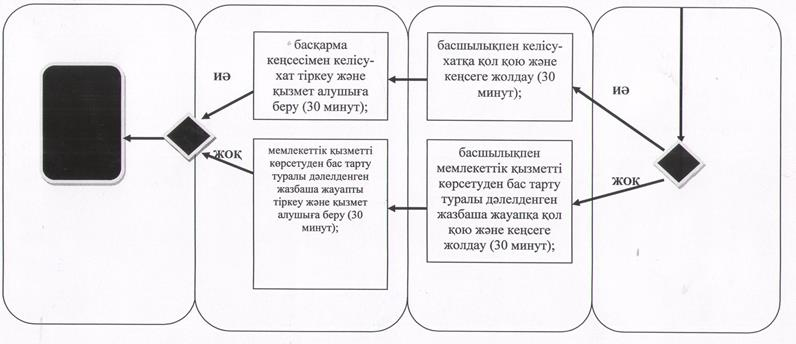 басқарма
кеңсесімен келісу-
хат тіркеу және
қызмет алушыға
беру (30 минут);
басшылықпен келісу-
хатқа қол қою және
кеңсеге жолдау (30
минут);
иә
иә
мемлекеттік қызметті
көрсетуден бас тарту
туралы дәлелденген
жазбаша жауапты
тіркеу және қызмет
алушыға беру (30
минут);
басшылықпен
мемлекеттік қызметті
көрсетуден бас тарту
туралы дәлелденген
жазбаша жауапқа қол
қою және кеңсеге
жолдау (30 минут);
жоқ
жоқ